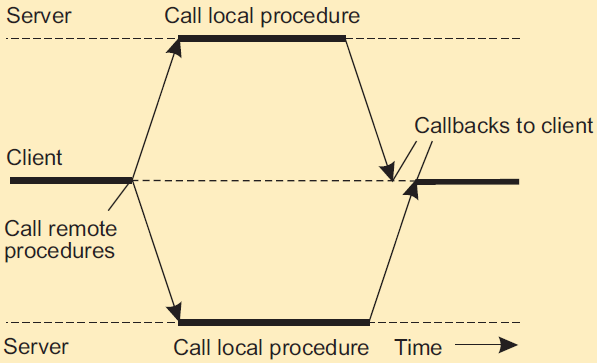 Server
Call local procedure
Callbacks to client
Client
Call remote
procedures
Server
Call local procedure
Time